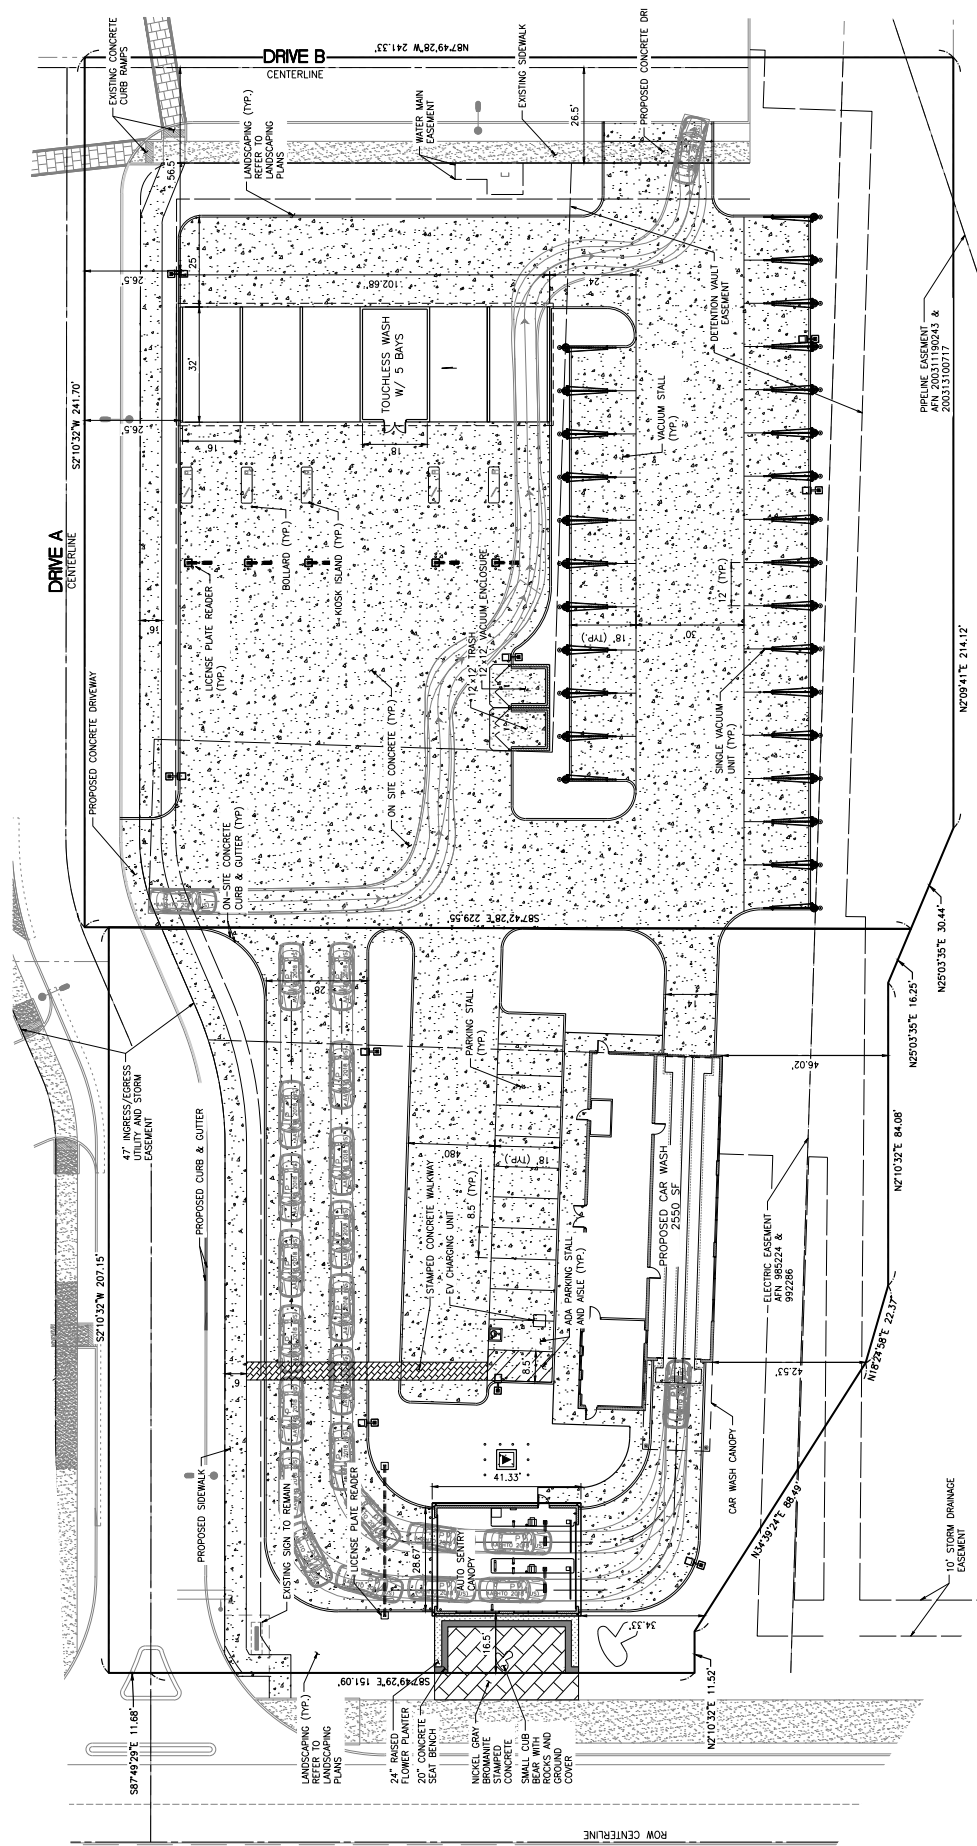 DRIVE B
CENTERLINE
N87°49'28"W 241.33'
EXISTING CONCRETE
CURB RAMPS
EXISTING SIDEWALK
PROPOSED CONCRETE DRI
WATER MAIN
EASEMENT
LANDSCAPING (TYP.)
REFER TO
LANDSCAPING
PLANS
56.5'
26.5'
26.5'
26.5'
25'
102.68'
24'
32'
TOUCHLESS WASH
W/ 5 BAYS
18'
16'
DETENTION VAULT
EASEMENT
PIPELINE EASEMENT
AFN 200311190243 &
200313100717
S2°10'32"W 241.70'
DRIVE A
CENTERLINE
VACUUM STALL
(TYP.)
BOLLARD (TYP.)
KIOSK ISLAND (TYP.)
LICENSE PLATE READER
(TYP.)
6'
12'x12' TRASH
12'x12' VACUUM ENCLOSURE
18' (TYP.)
30'
12' (TYP.)
SINGLE VACUUM
UNIT (TYP.)
N2°09'41"E 214.12'
PROPOSED CONCRETE DRIVEWAY
ON SITE CONCRETE (TYP.)
ON-SITE CONCRETE
CURB & GUTTER (TYP)
S87°42'28"E 229.55'
N25°03'35"E 30.44'
N25°03'35"E 16.25'
28'
14'
46.02'
PARKING STALL
(TYP.)
47' INGRESS/EGRESS
UTILITY AND STORM
EASEMENT
PROPOSED CURB & GUTTER
480
18' (TYP.)
8.5' (TYP.)
STAMPED CONCRETE WALKWAY
EV CHARGING UNIT
ADA PARKING STALL
AND AISLE (TYP.)
PROPOSED CAR WASH
2550 SF
N2°10'32"E 84.08'
ELECTRIC EASEMENT
AFN 985224 &
992286
S2°10'32"W 207.15'
8.5'
6
N18°24'58"E 22.37'
42.53'
CAR WASH CANOPY
N34°39'24"E 88.49'
PROPOSED SIDEWALK
EXISTING SIGN TO REMAIN
LICENSE PLATE READER
41.33'
28.67'
AUTO SENTRY
CANOPY
16.5'
34.33'
10' STORM DRAINAGE
EASEMENT
S87°49'29"E 151.09'
S87°49'29"E 11.68'
N2°10'32"E 11.52'
LANDSCAPING (TYP.)
REFER TO
LANDSCAPING
PLANS
24" RAISED
FLOWER PLANTER
20" CONCRETE
SEAT BENCH
NICKEL GRAY
BROMANITE
STAMPED
CONCRETE
SMALL CUB
BEAR WITH
ROCKS AND
GROUND
COVER
ROW CENTERLINE